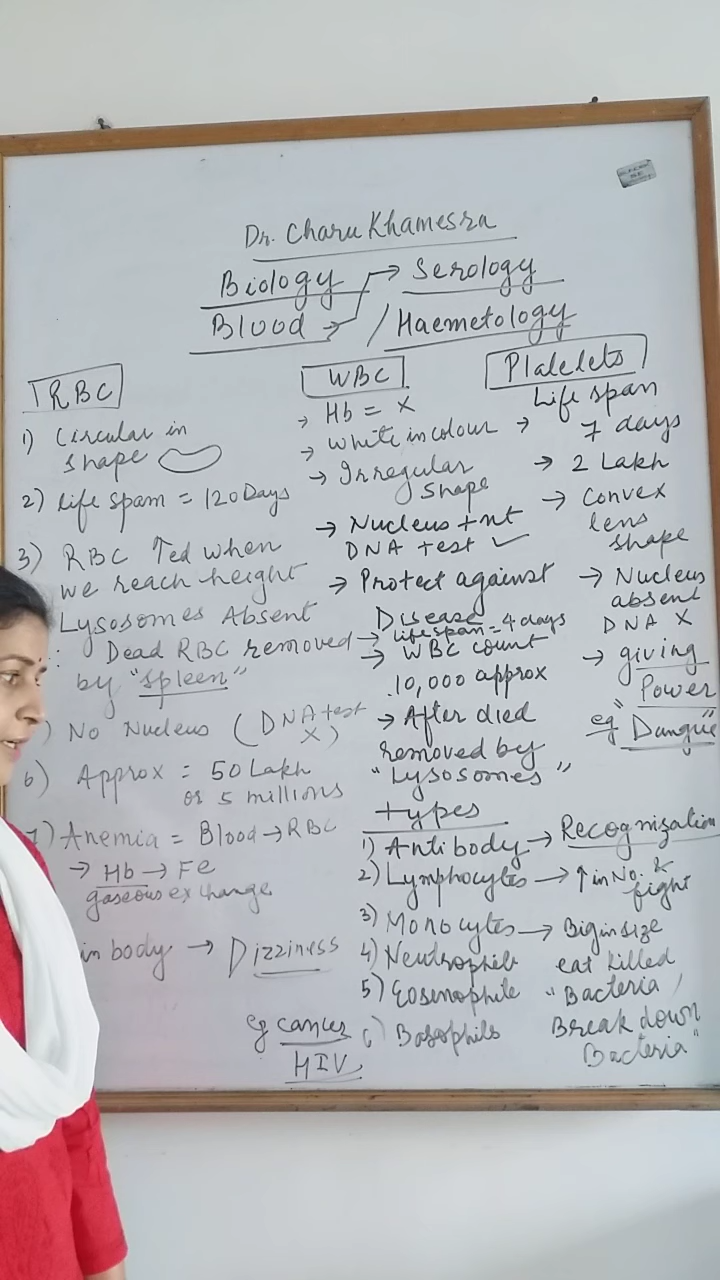 Dr. Charu Khamesra
Biology → Serology
Blood → / Haemetology
RBC
1) Circular in
shape
2) life spam = 120 Days
3) RBC ↑ed when
we reach height
Lysosomes Absent
∴ Dead RBC removed
by "spleen"
) No Nucleus (DNA test
X)
6) Approx = 50 Lakh
or 5 millions
7) Anemia = Blood → RBC
→ Hb → Fe
gaseous exchange
in body → Dizziness
WBC
→ Hb = X
→ White in colour
→ Irregular
shape
→ Nucleus +nt
DNA test ✓
→ Protect against
Disease
→ lifespan = 4 days
→ WBC count
10,000 approx
→ After died
removed by
"Lysosomes"
types
1) Antibody → Recognization
2) Lymphocytes → ↑ in No. &
fight
3) Monocytes → Big in size
4) Neutrophils eat killed
5) Eosenophils "Bacteria,
6) Basophils Break down
Bacteria"
eg cancer
HIV
Platelets
Life span
→ 7 days
→ 2 Lakh
→ Convex
lens
shape
→ Nucleus
absent
DNA X
→ giving
Power
eg "Dangue"